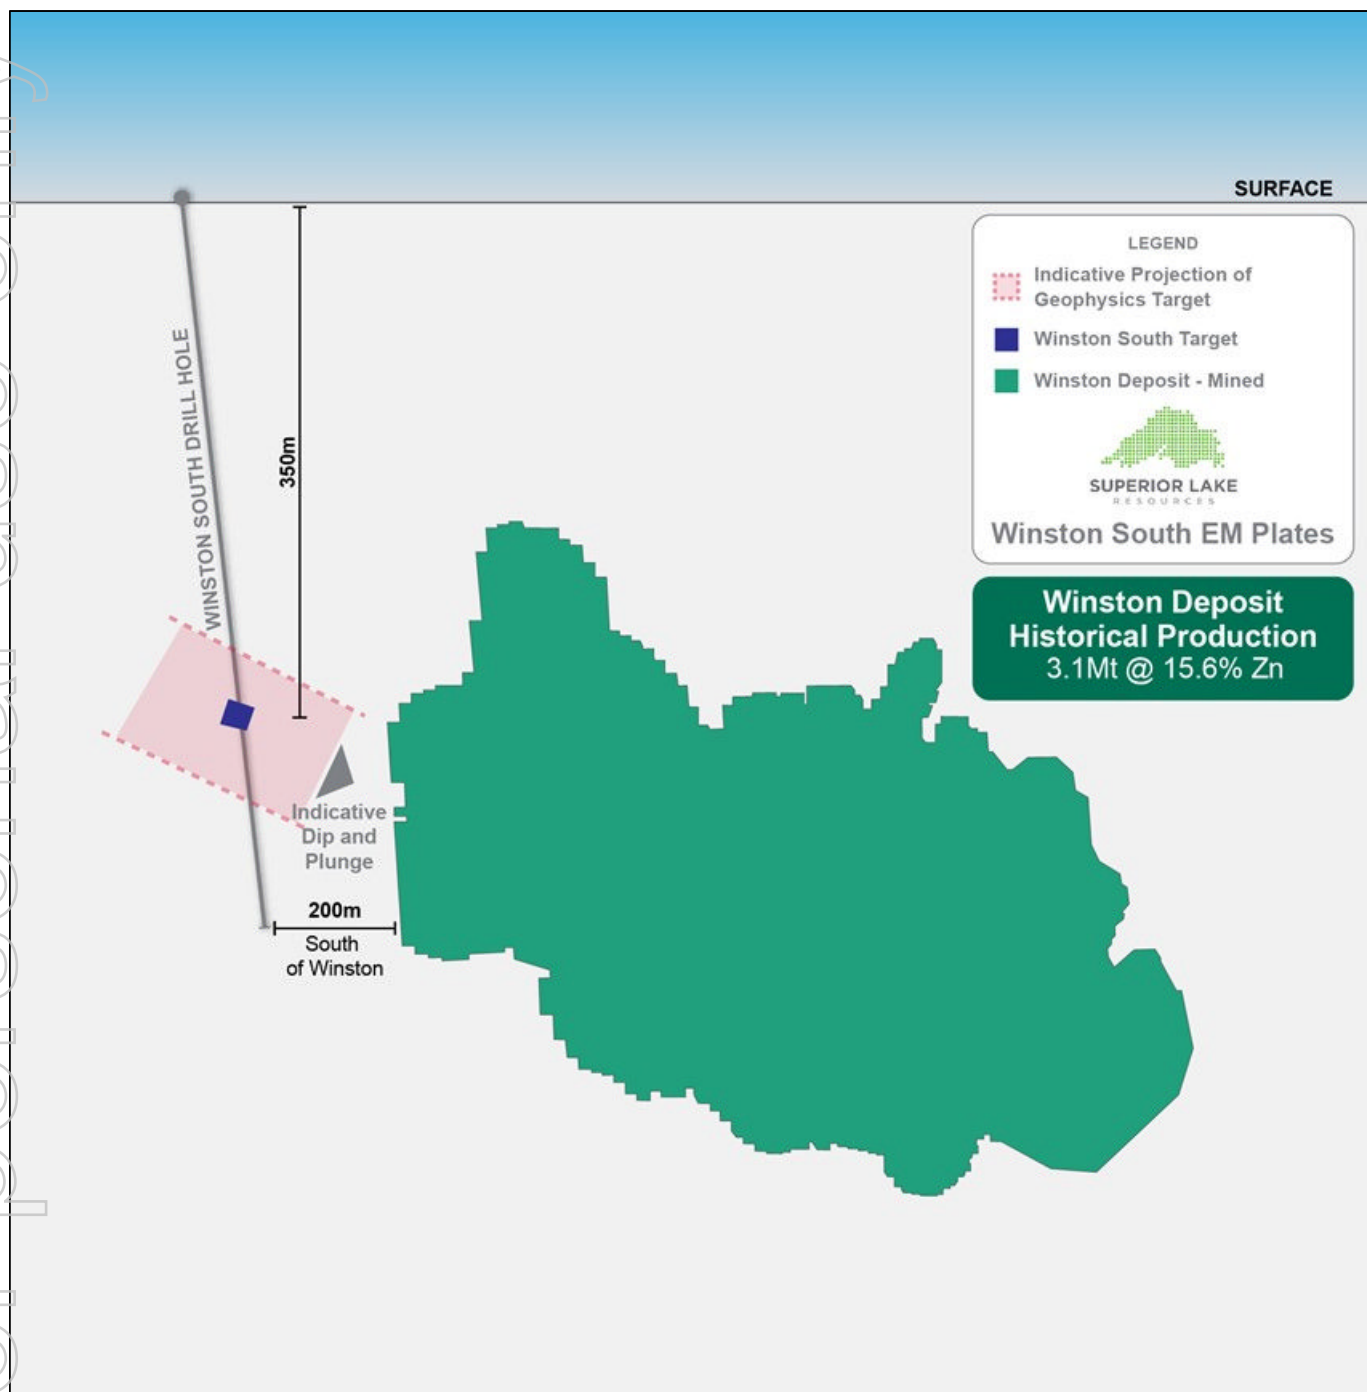 SURFACE
LEGEND
Indicative Projection of
Geophysics Target
Winston South Target
Winston Deposit - Mined
SUPERIOR LAKE
RESOURCES
Winston South EM Plates
Winston Deposit
Historical Production
3.1Mt @ 15.6% Zn
WINSTON SOUTH DRILL HOLE
350m
Indicative
Dip and
Plunge
200m
South
of Winston